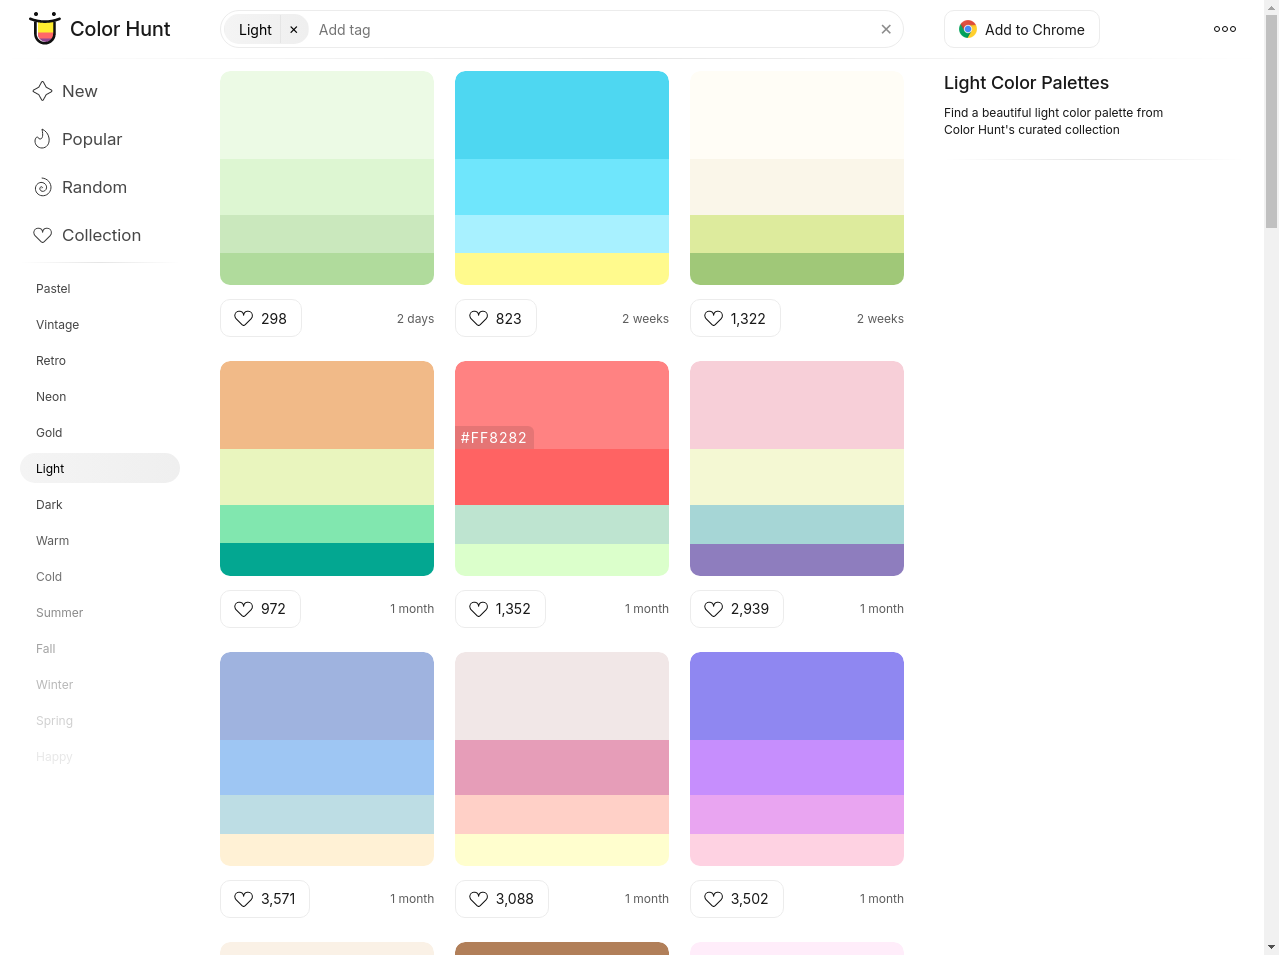 Color Hunt
Light
Add tag
Add to Chrome
New
Popular
Random
Collection
Pastel
Vintage
Retro
Neon
Gold
Light
Dark
Warm
Cold
Summer
Fall
Winter
Spring
Happy
298
2 days
823
2 weeks
1,322
2 weeks
972
1 month
#FF8282
1,352
1 month
2,939
1 month
3,571
1 month
3,088
1 month
3,502
1 month
Light Color Palettes
Find a beautiful light color palette from
Color Hunt's curated collection